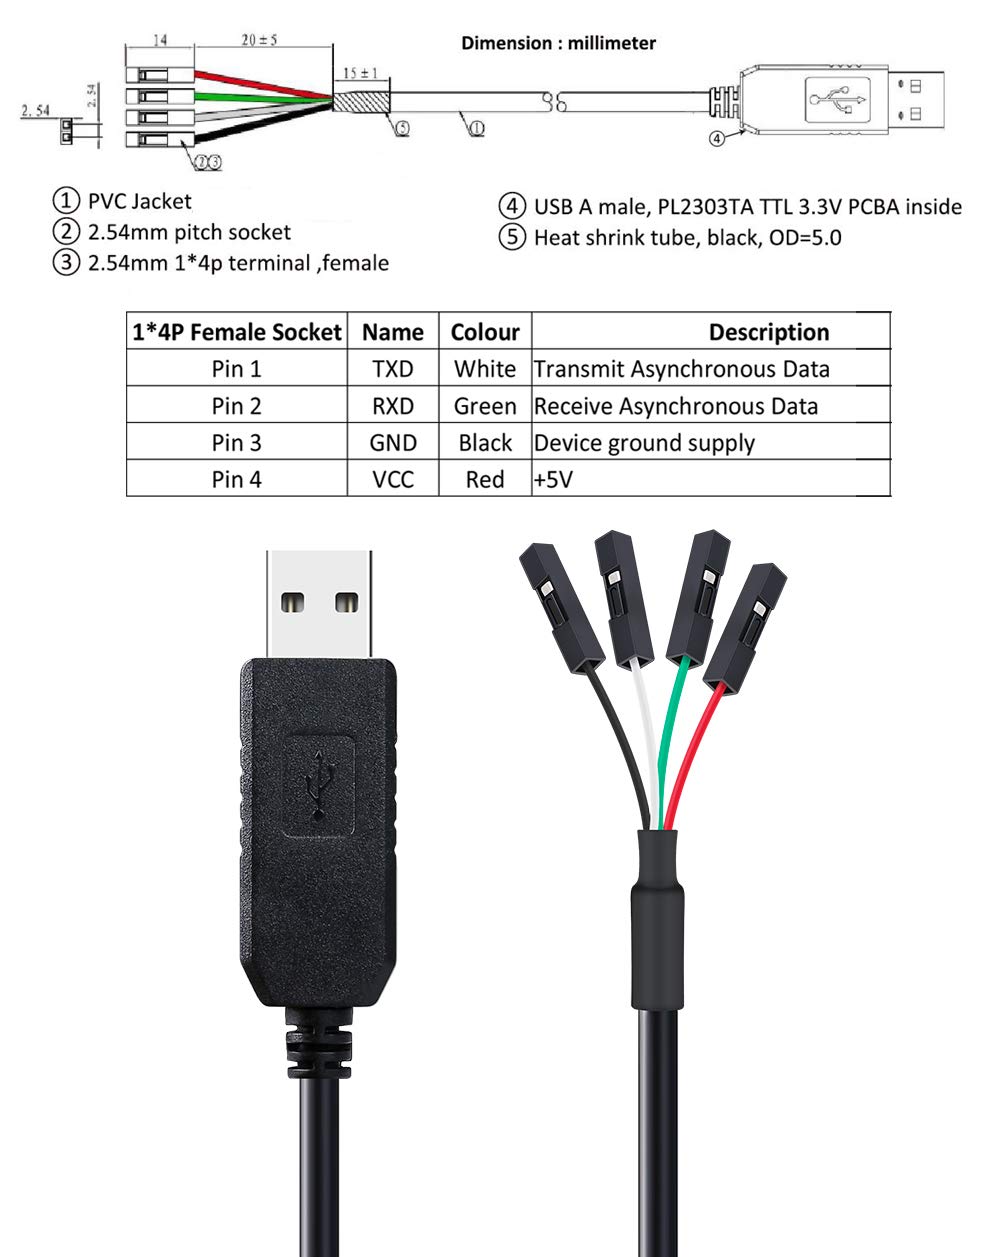 14
20±5
Dimension : millimeter
15±1
2.54
2.54
5
1
4
2 3
① PVC Jacket
② 2.54mm pitch socket
③ 2.54mm 1*4p terminal ,female
④ USB A male, PL2303TA TTL 3.3V PCBA inside
⑤ Heat shrink tube, black, OD=5.0
1*4P Female Socket Name Colour Description
Pin 1 TXD White Transmit Asynchronous Data
Pin 2 RXD Green Receive Asynchronous Data
Pin 3 GND Black Device ground supply
Pin 4 VCC Red +5V